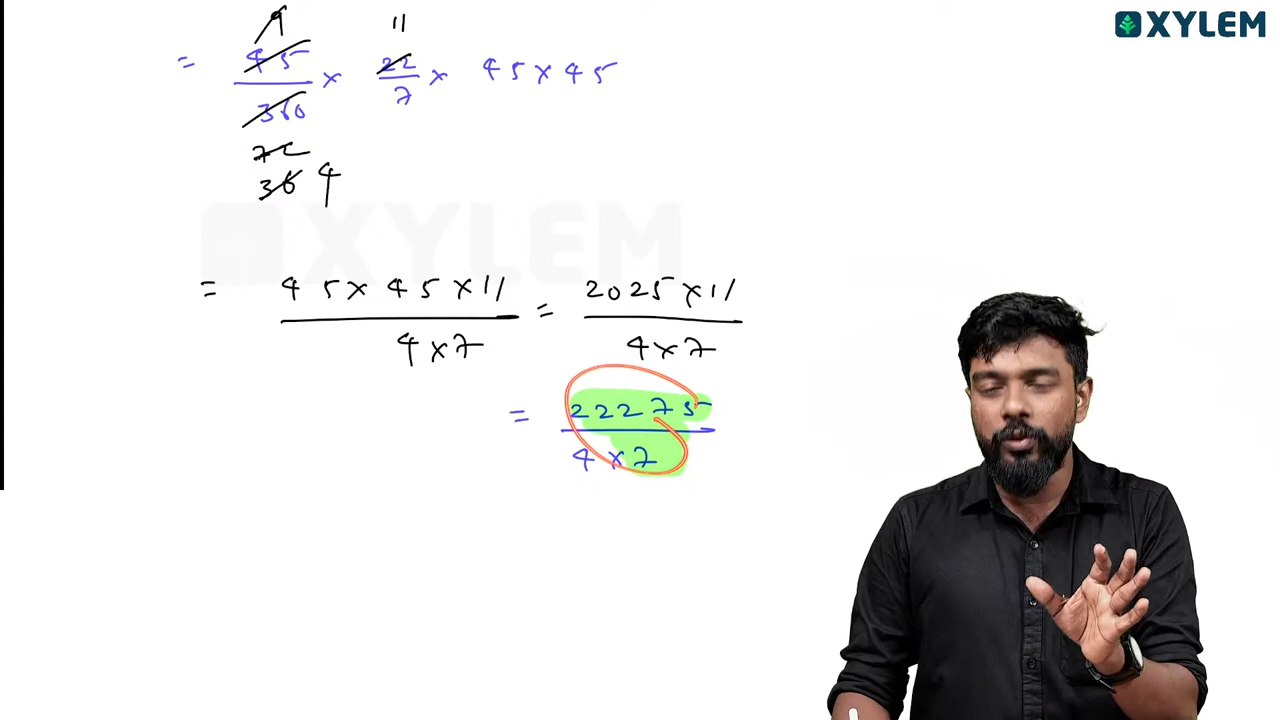 XYLEM
9 11
= 45/360 × 22/7 × 45×45
72
36 4
XYLEM
= 45×45×11/4×7 = 2025×11/4×7
= 22275/4×7